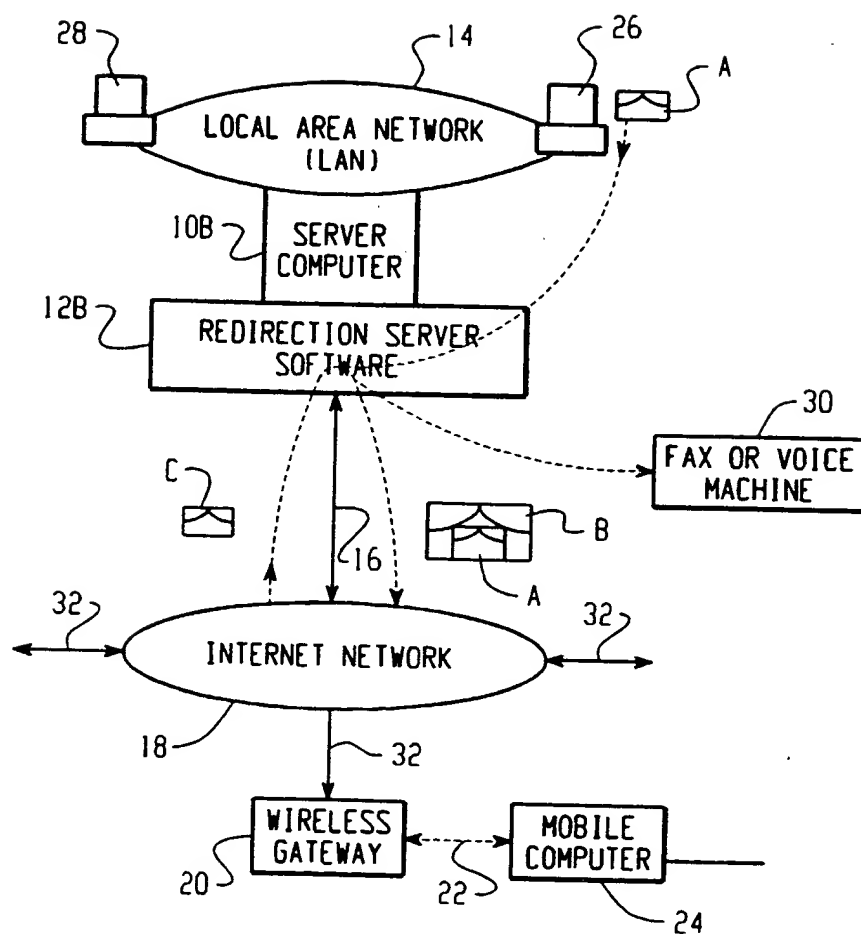 28
14
26
A
LOCAL AREA NETWORK
(LAN)
10B
SERVER
COMPUTER
12B
REDIRECTION SERVER
SOFTWARE
30
FAX OR VOICE
MACHINE
C
B
16
A
32
32
INTERNET NETWORK
18
32
WIRELESS
GATEWAY
MOBILE
COMPUTER
20
22
24